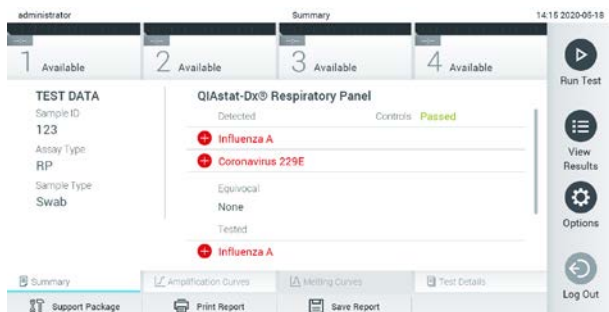 administrator Summary 14:15 2020-06-18
1 Available 2 Available 3 Available 4 Available
Run Test
TEST DATA
Sample ID
123
Assay Type
RP
Sample Type
Swab
QIAstat-Dx® Respiratory Panel
Detected Controls Passed
Influenza A
Coronavirus 229E
Equivocal
None
Tested
Influenza A
View
Results
Options
Log Out
Summary Amplification Curves Melting Curves Test Details
Support Package Print Report Save Report